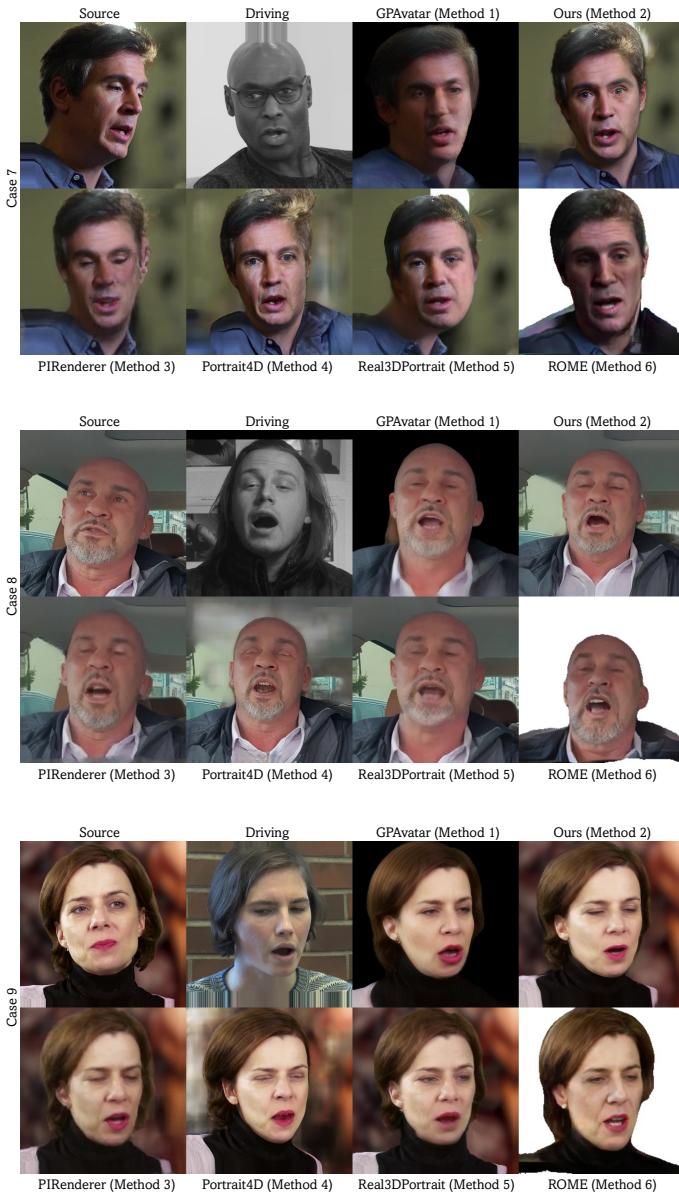 Source Driving GPAvatar (Method 1) Ours (Method 2)
Case 7
PIRenderer (Method 3) Portrait4D (Method 4) Real3DPortrait (Method 5) ROME (Method 6)
Source Driving GPAvatar (Method 1) Ours (Method 2)
Case 8
PIRenderer (Method 3) Portrait4D (Method 4) Real3DPortrait (Method 5) ROME (Method 6)
Source Driving GPAvatar (Method 1) Ours (Method 2)
Case 9
PIRenderer (Method 3) Portrait4D (Method 4) Real3DPortrait (Method 5) ROME (Method 6)